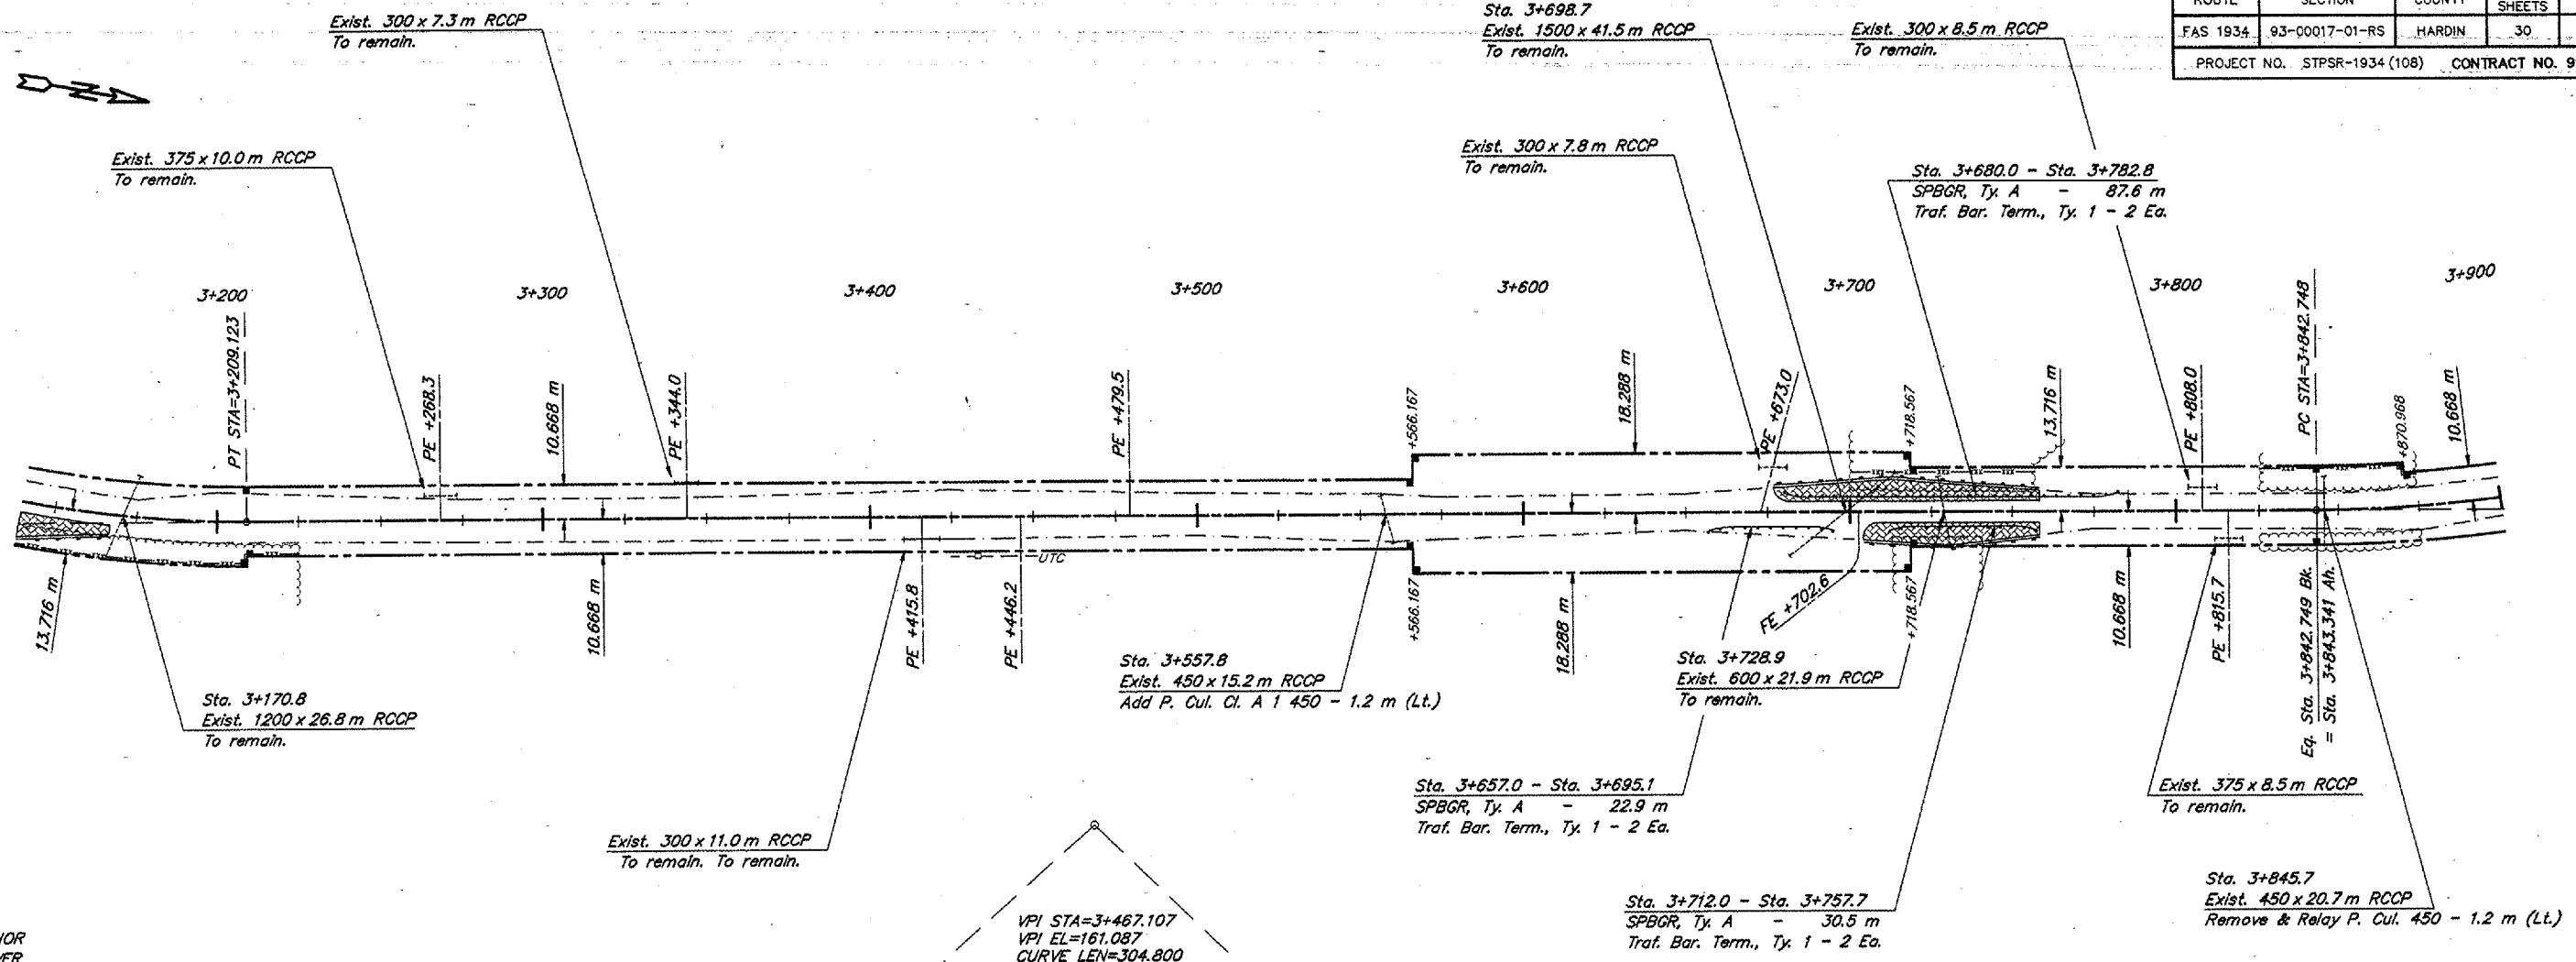 Exist. 300 x 7.3 m RCCP
To remain.
Sta. 3+698.7
Exist. 1500 x 41.5 m RCCP
To remain.
Exist. 300 x 8.5 m RCCP
To remain.
ROUTE SECTION COUNTY SHEETS
FAS 1934 93-00017-01-RS HARDIN 30
PROJECT NO. STPSR-1934 (108) CONTRACT NO. 9
Exist. 375 x 10.0 m RCCP
To remain.
Exist. 300 x 7.8 m RCCP
To remain.
Sta. 3+680.0 - Sta. 3+782.8
SPBGR, Ty. A - 87.6 m
Traf. Bar. Term., Ty. 1 - 2 Ea.
3+200
3+300
3+400
3+500
3+600
3+700
3+800
3+900
PT STA=3+209.123
PE +268.3
10.668 m
PE +344.0
PE +479.5
+566.167
18.288 m
PE +673.0
+718.567
13.716 m
PE +808.0
PC STA=3+842.748
+870.968
10.668 m
13.716 m
10.668 m
PE +415.8
PE +446.2
UTC
+566.167
18.288 m
FE +702.6
+718.567
10.668 m
PE +815.7
Eq. Sta. 3+842.749 Bk.
= Sta. 3+843.341 Ah.
Sta. 3+170.8
Exist. 1200 x 26.8 m RCCP
To remain.
Sta. 3+557.8
Exist. 450 x 15.2 m RCCP
Add P. Cul. Cl. A 1 450 - 1.2 m (Lt.)
Sta. 3+728.9
Exist. 600 x 21.9 m RCCP
To remain.
Sta. 3+657.0 - Sta. 3+695.1
SPBGR, Ty. A - 22.9 m
Traf. Bar. Term., Ty. 1 - 2 Ea.
Exist. 375 x 8.5 m RCCP
To remain.
Exist. 300 x 11.0 m RCCP
To remain. To remain.
Sta. 3+712.0 - Sta. 3+757.7
SPBGR, Ty. A - 30.5 m
Traf. Bar. Term., Ty. 1 - 2 Ea.
Sta. 3+845.7
Exist. 450 x 20.7 m RCCP
Remove & Relay P. Cul. 450 - 1.2 m (Lt.)
VPI STA=3+467.107
VPI EL=161.087
CURVE LEN=304.800